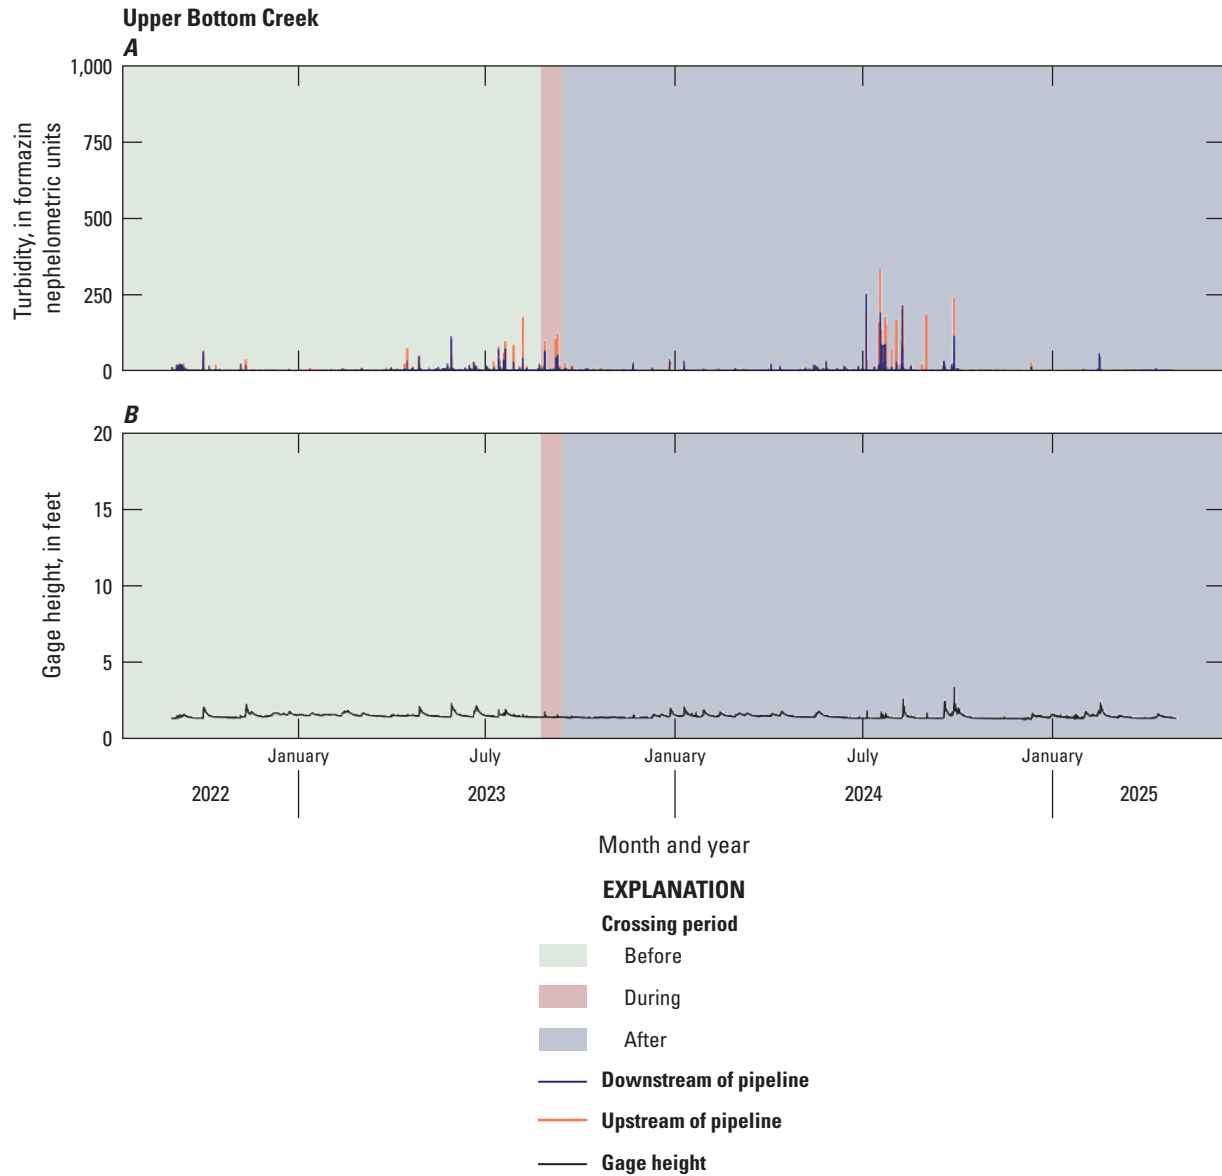 Upper Bottom Creek
A
1,000
750
500
250
0
Turbidity, in formazin
nephelometric units
B
20
15
10
5
0
Gage height, in feet
January July January July January
2022 2023 2024 2025
Month and year
EXPLANATION
Crossing period
Before
During
After
Downstream of pipeline
Upstream of pipeline
Gage height